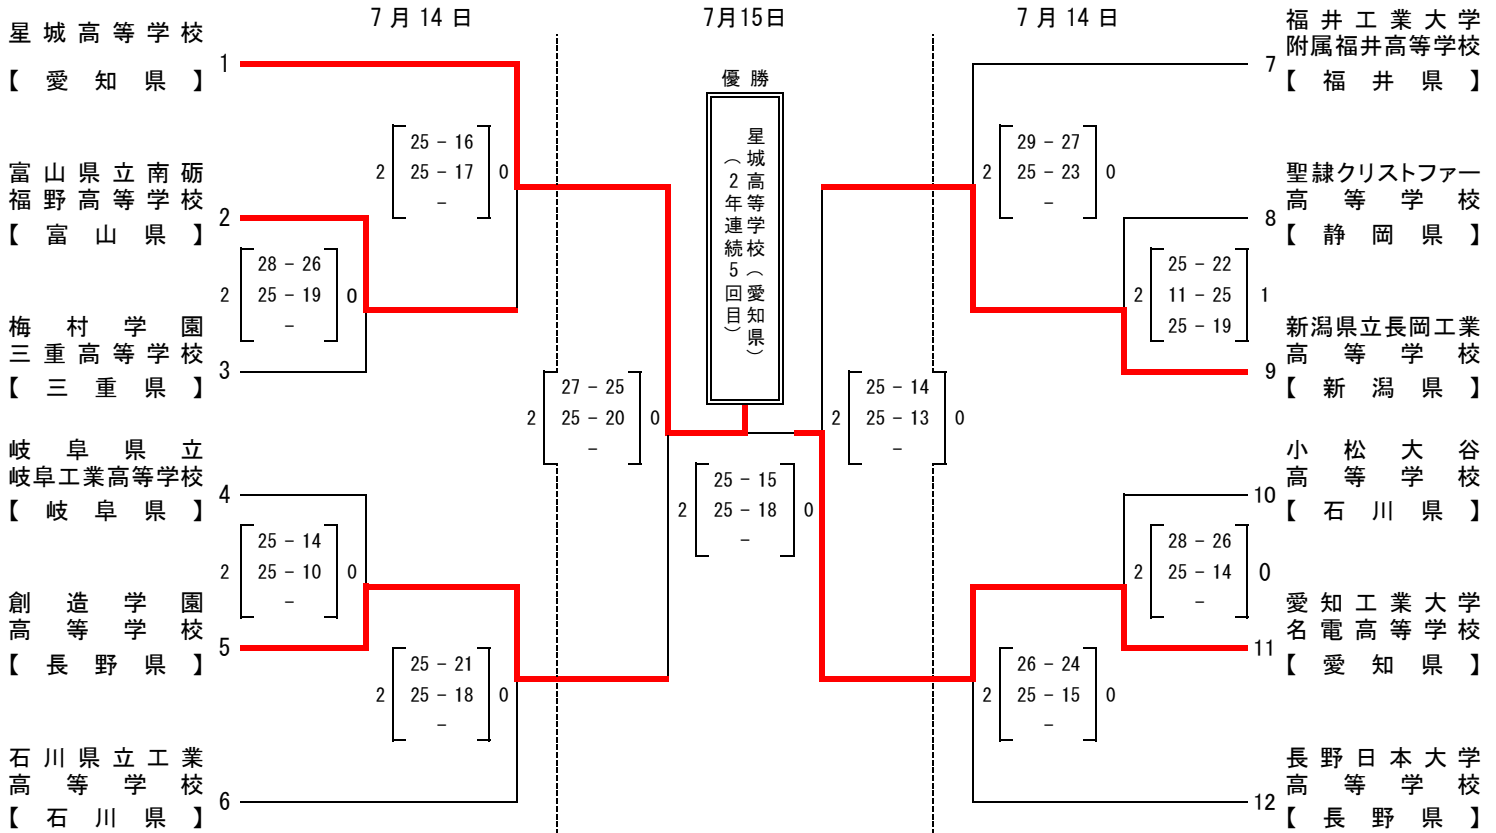 7 月 14 日
7月15日
7 月 14 日
星城高等学校
1
【 愛 知 県 】
富山県立南砺
福野高等学校
2
【 富 山 県 】
梅村学園
三重高等学校
3
【 三 重 県 】
岐阜県立
岐阜工業高等学校
4
【 岐 阜 県 】
創造学園
高等学校
5
【 長 野 県 】
石川県立工業
高等学校
6
【 石 川 県 】
25 - 16
2 25 - 17 0
-
28 - 26
2 25 - 19 0
-
25 - 14
2 25 - 10 0
-
25 - 21
2 25 - 18 0
-
27 - 25
2 25 - 20 0
-
優 勝
星城高等学校（愛知県）
（2年連続5回目）
25 - 15
2 25 - 18 0
-
25 - 14
2 25 - 13 0
-
29 - 27
2 25 - 23 0
-
25 - 22
2 11 - 25 1
25 - 19
28 - 26
2 25 - 14 0
-
26 - 24
2 25 - 15 0
-
福井工業大学
附属福井高等学校
7
【 福 井 県 】
聖隷クリストファー
高等学校
8
【 静 岡 県 】
新潟県立長岡工業
高等学校
9
【 新 潟 県 】
小松大谷
高等学校
10
【 石 川 県 】
愛知工業大学
名電高等学校
11
【 愛 知 県 】
長野日本大学
高等学校
12
【 長 野 県 】